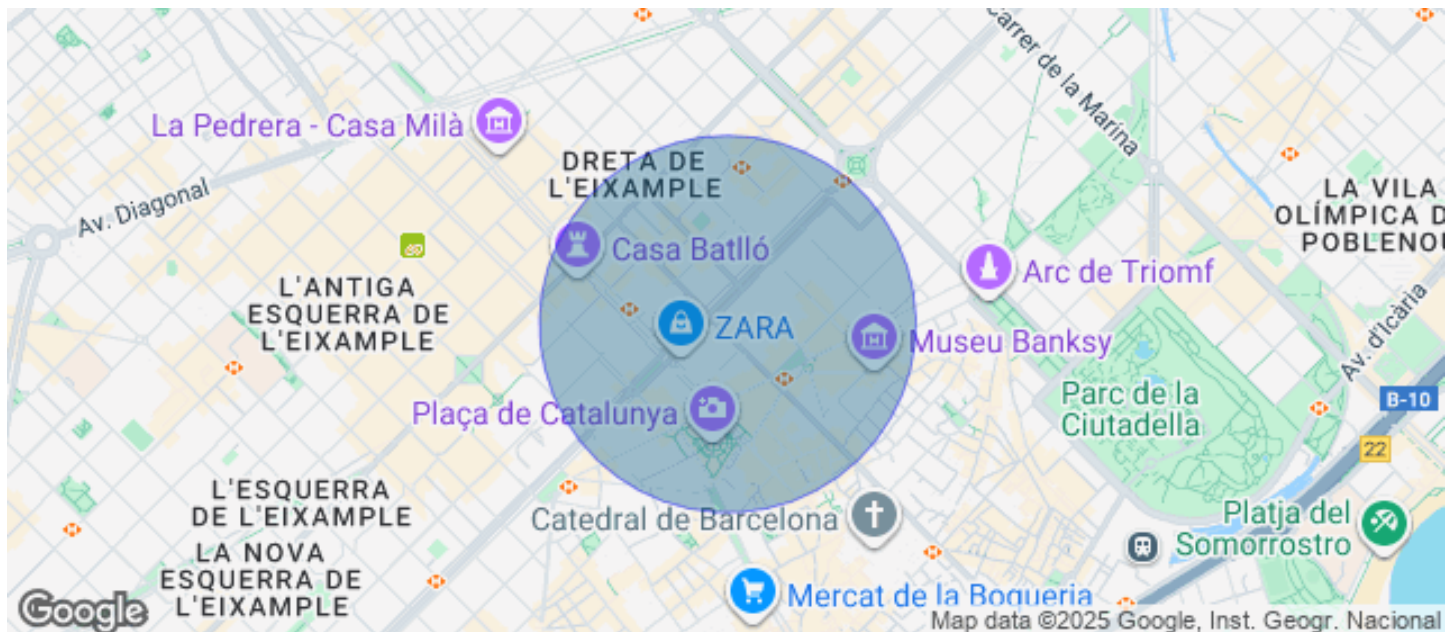 Carrer de la Marina
La Pedrera - Casa Milà
DRETA DE
L'EIXAMPLE
LA VILA
OLÍMPICA D
POBLENOU
Av. Diagonal
Casa Batlló
Arc de Triomf
L'ANTIGA
ESQUERRA DE
L'EIXAMPLE
ZARA
Museu Banksy
Av. d'Icària
Plaça de Catalunya
Parc de la
Ciutadella
B-10
22
L'ESQUERRA
DE L'EIXAMPLE
Catedral de Barcelona
Platja del
Somorrostro
LA NOVA
ESQUERRA DE
L'EIXAMPLE
Mercat de la Boqueria
Google
Map data ©2025 Google, Inst. Geogr. Nacional